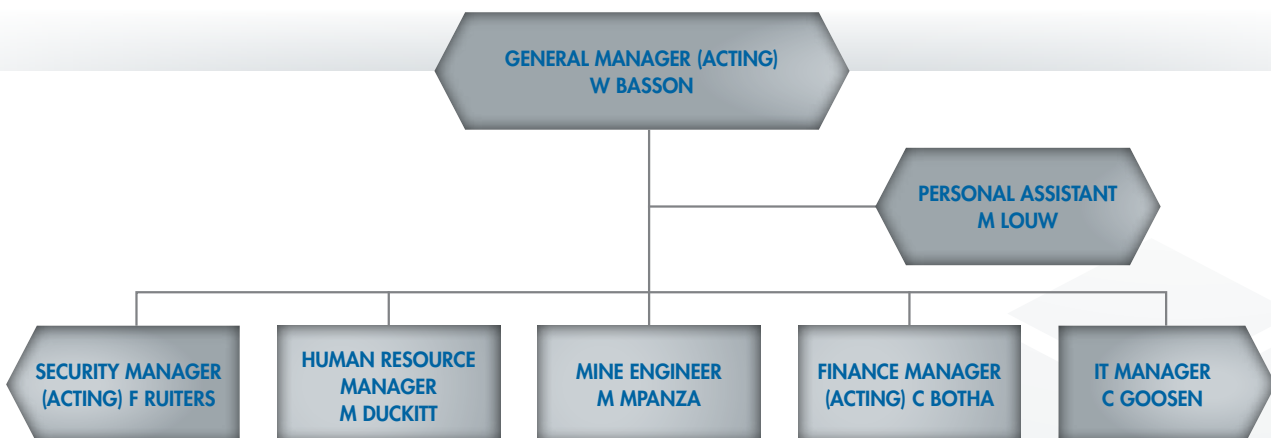 GENERAL MANAGER (ACTING)
W BASSON
PERSONAL ASSISTANT
M LOUW
SECURITY MANAGER
(ACTING) F RUITERS
HUMAN RESOURCE
MANAGER
M DUCKITT
MINE ENGINEER
M MPANZA
FINANCE MANAGER
(ACTING) C BOTHA
IT MANAGER
C GOOSEN